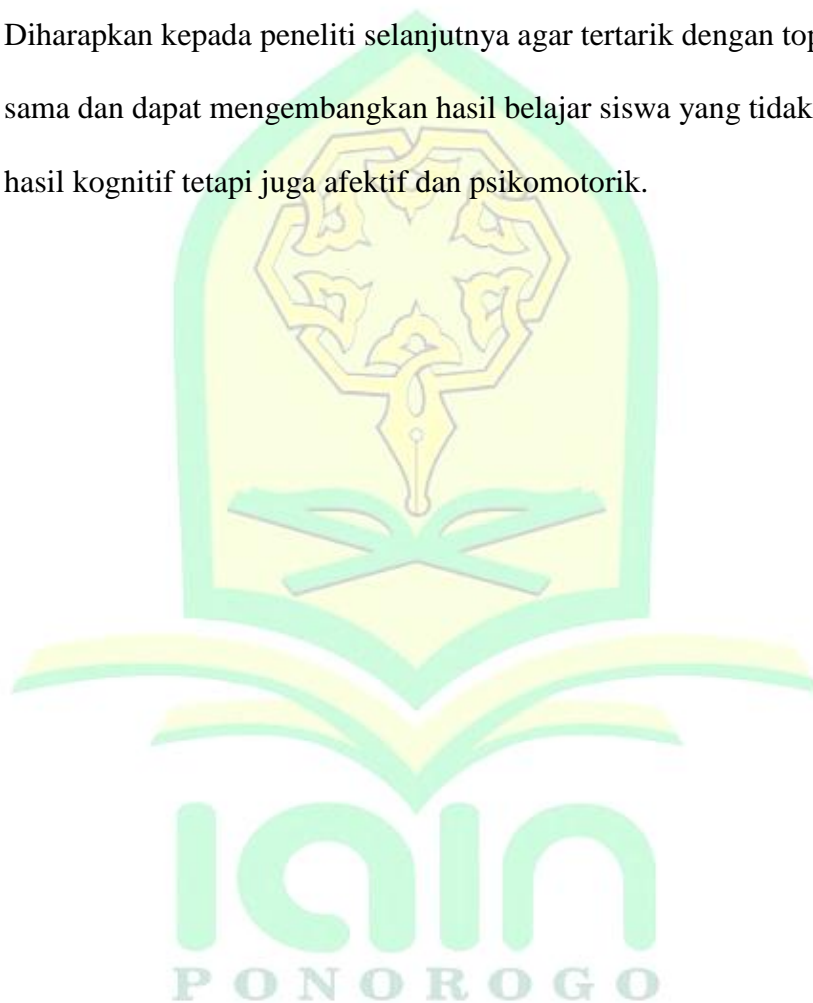 Diharapkan kepada peneliti selanjutnya agar tertarik dengan
sama dan dapat mengembangkan hasil belajar siswa yang tidak
hasil kognitif tetapi juga afektif dan psikomotorik.
iain
PONOROGO